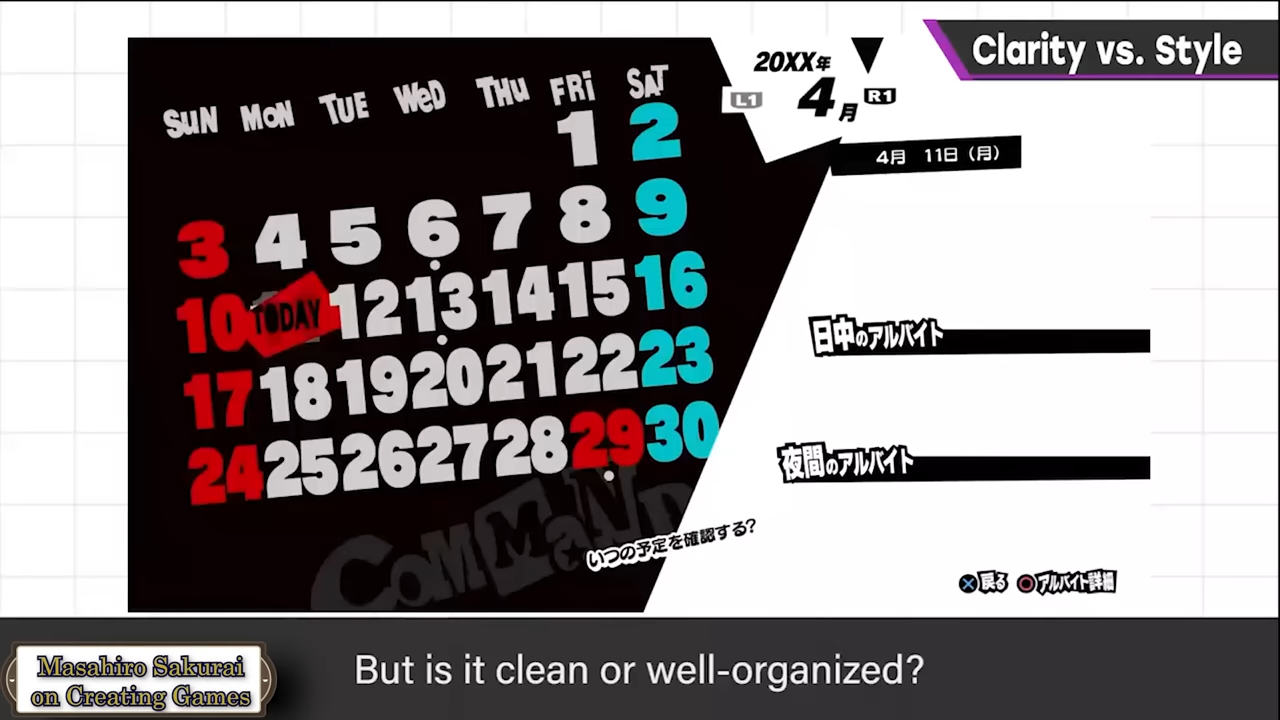 Clarity vs. Style
20XX年
L1 4月 R1
4月 11日 (月)
SUN MON TUE WED THU FRI SAT
1 2
3 4 5 6 7 8 9
10 TODAY 12 13 14 15 16
17 18 19 20 21 22 23
24 25 26 27 28 29 30
COMMAND
いつの予定を確認する?
日中のアルバイト
夜間のアルバイト
戻る アルバイト詳細
But is it clean or well-organized?
Masahiro Sakurai
on Creating Games